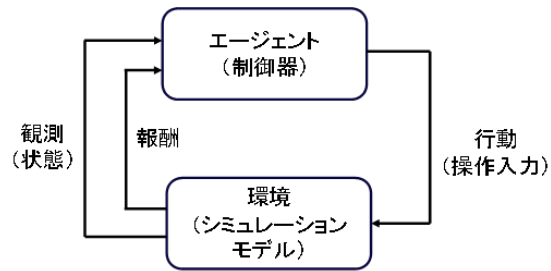 エージェント
（制御器）
観測
（状態）
報酬
行動
（操作入力）
環境
（シミュレーション
モデル）